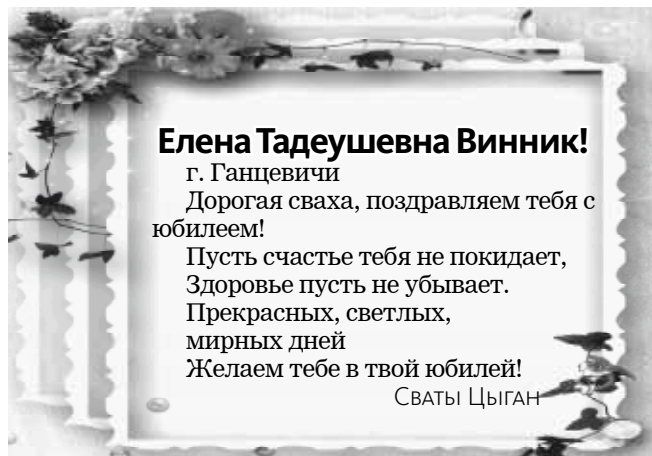 Елена Тадеушевна Винник!
г. Ганцевичи
Дорогая сваха, поздравляем тебя с
юбилеем!
Пусть счастье тебя не покидает,
Здоровье пусть не убывает.
Прекрасных, светлых,
мирных дней
Желаем тебе в твой юбилей!
Сваты Цыган